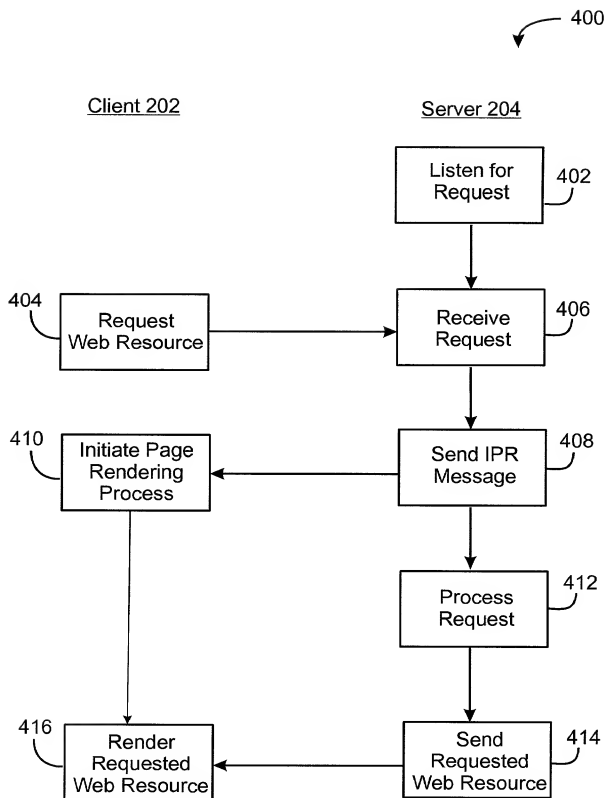 400
Client 202
Server 204
Listen for
Request
402
404
Request
Web Resource
Receive
Request
406
410
Initiate Page
Rendering
Process
Send IPR
Message
408
Process
Request
412
416
Render
Requested
Web Resource
Send
Requested
Web Resource
414